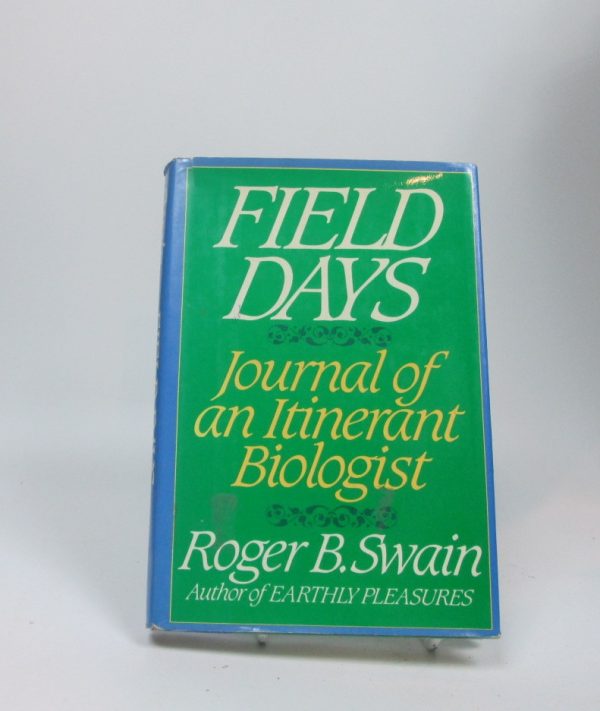 FIELD
DAYS
Journal of
an Itinerant
Biologist
Roger B. Swain
Author of EARTHLY PLEASURES